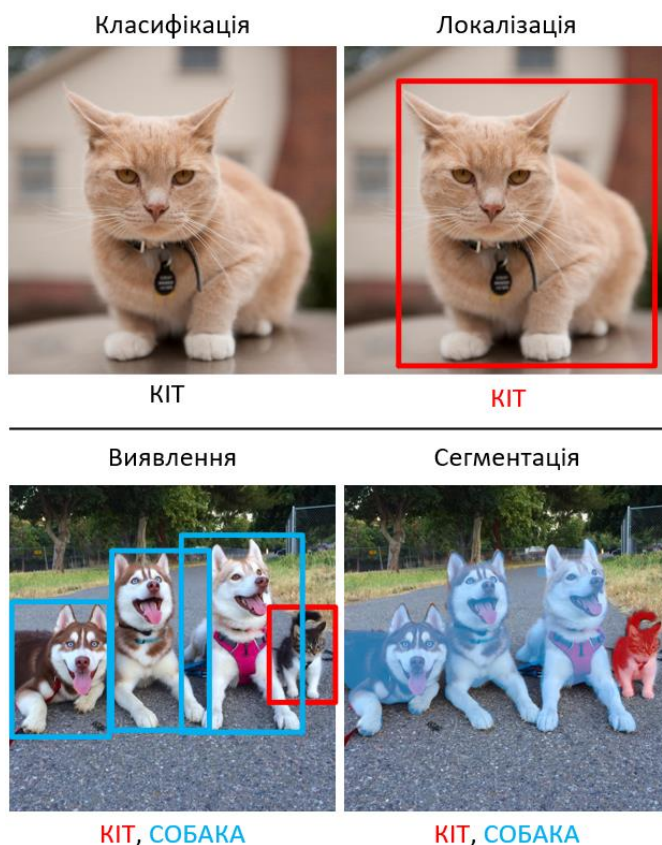 Класифікація
Локалізація
КІТ
КІТ
Виявлення
Сегментація
КІТ, СОБАКА
КІТ, СОБАКА